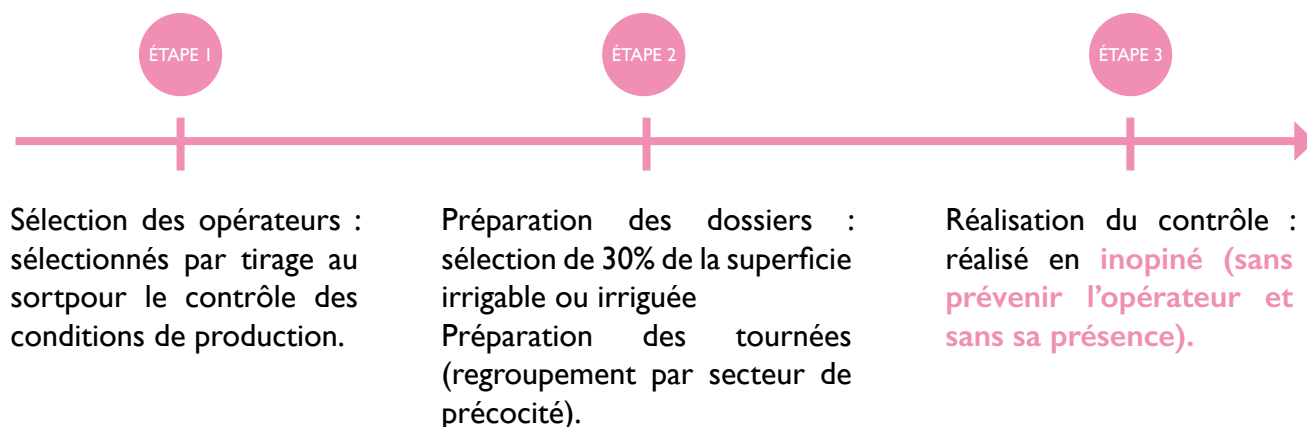 ÉTAPE 1
ÉTAPE 2
ÉTAPE 3
Sélection des opérateurs :
sélectionnés par tirage au
sortpour le contrôle des
conditions de production.
Préparation des dossiers :
sélection de 30% de la superficie
irrigable ou irriguée
Préparation des tournées
(regroupement par secteur de
précocité).
Réalisation du contrôle :
réalisé en inopiné (sans
prévenir l’opérateur et
sans sa présence).